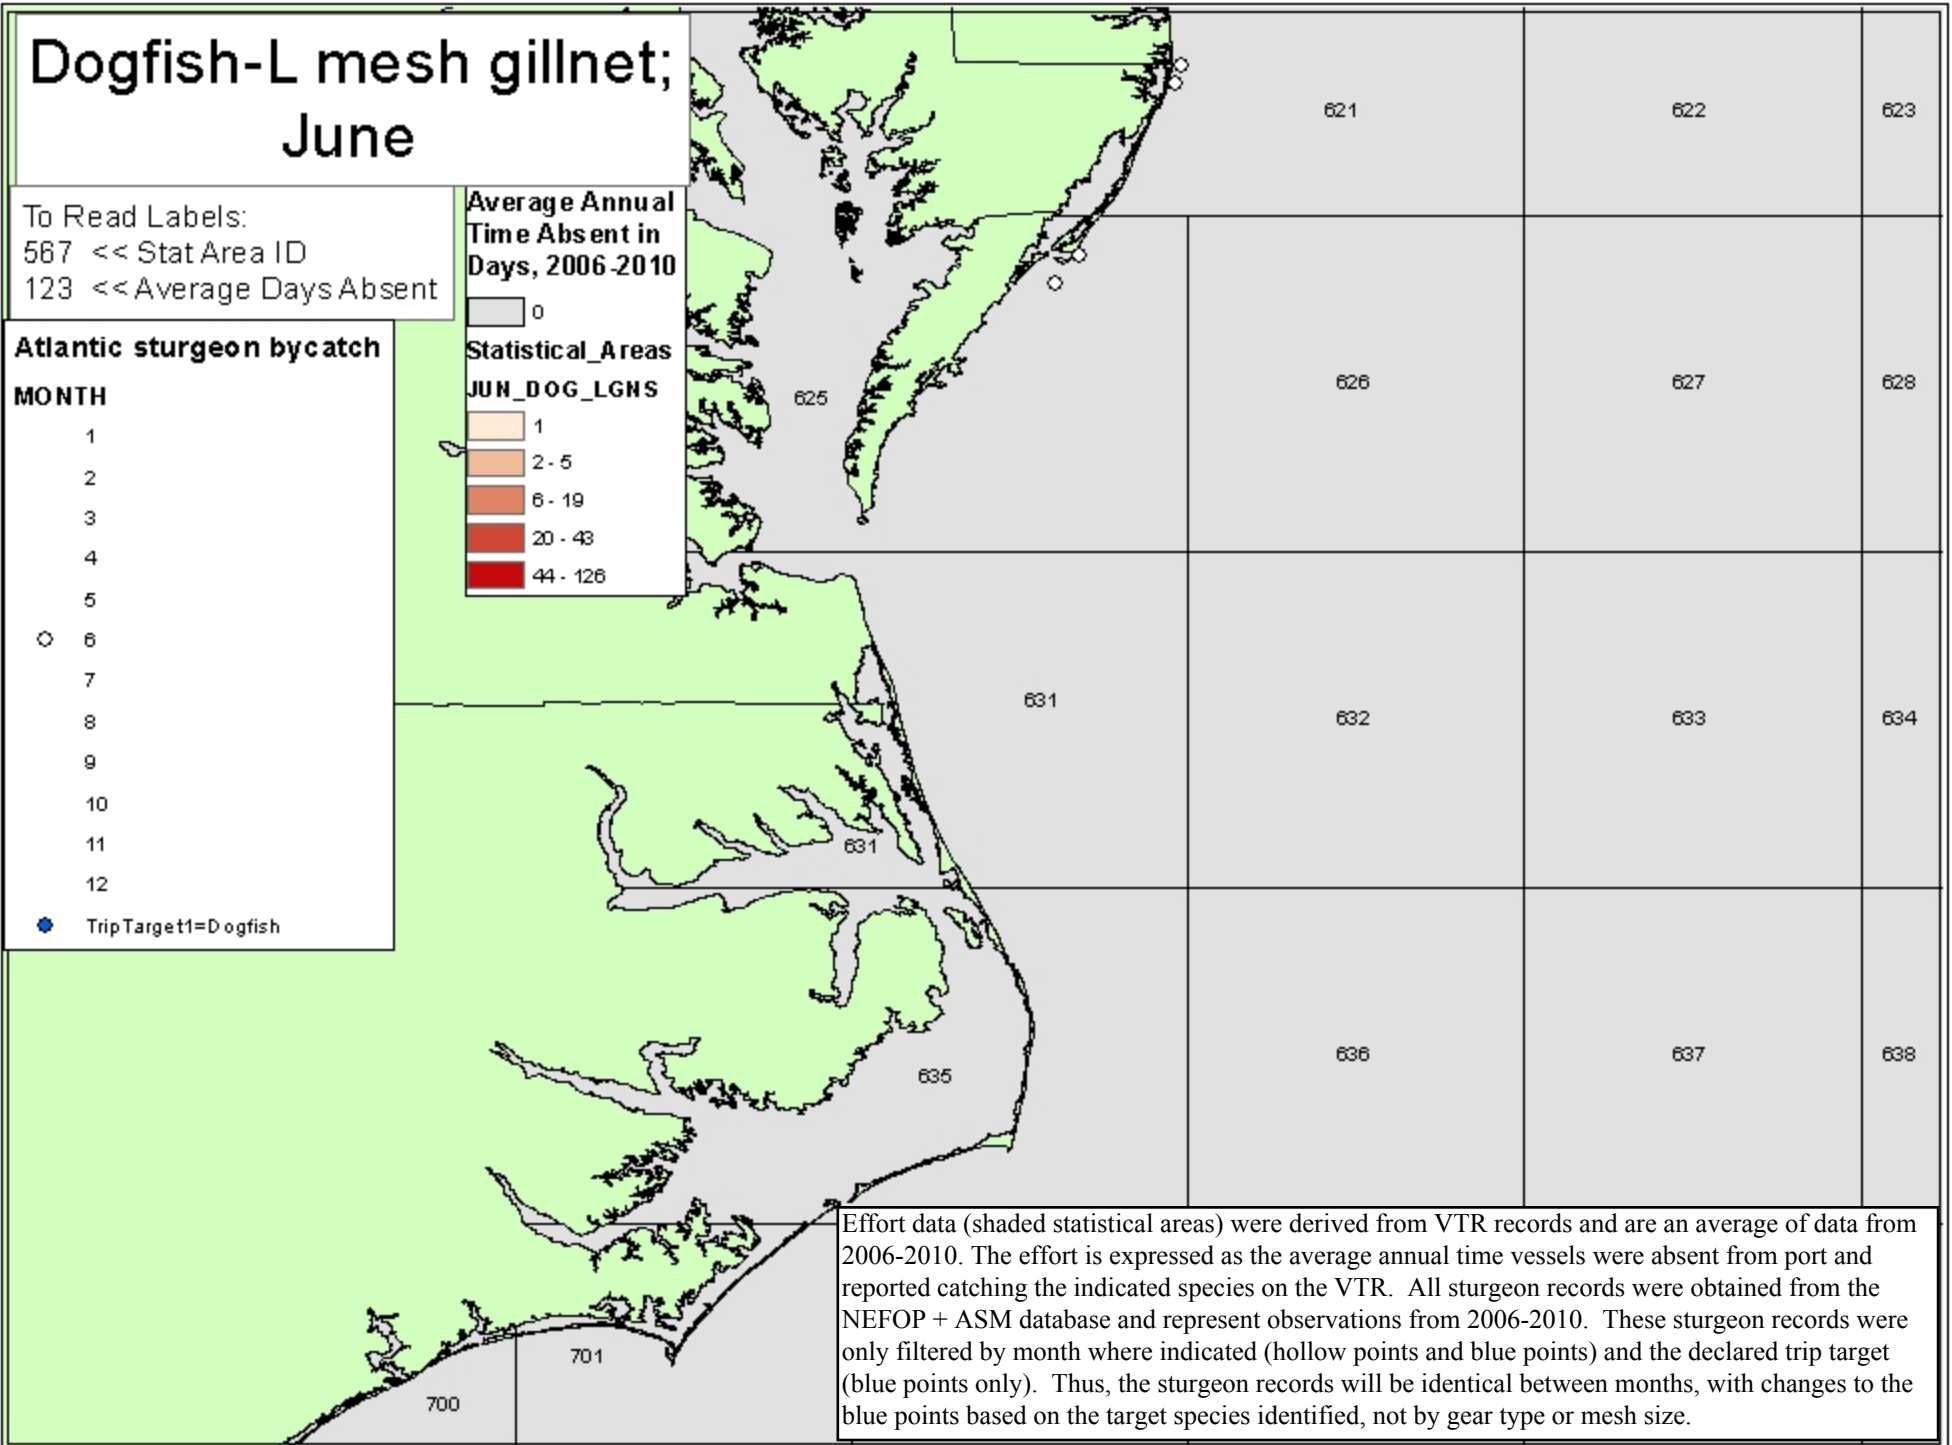 Dogfish-L mesh gillnet;
June
To Read Labels:
567 << Stat Area ID
123 << Average Days Absent
Average Annual
Time Absent in
Days, 2006-2010
0
Statistical_Areas
JUN_DOG_LGNS
1
2 - 5
6 - 19
20 - 43
44 - 126
Atlantic sturgeon bycatch
MONTH
1
2
3
4
5
6
7
8
9
10
11
12
TripTarget1=Dogfish
621
622
623
625
626
627
628
631
632
633
634
631
635
636
637
638
701
700
Effort data (shaded statistical areas) were derived from VTR records and are an average of data from
2006-2010. The effort is expressed as the average annual time vessels were absent from port and
reported catching the indicated species on the VTR.  All sturgeon records were obtained from the
NEFOP + ASM database and represent observations from 2006-2010.  These sturgeon records were
only filtered by month where indicated (hollow points and blue points) and the declared trip target
(blue points only).  Thus, the sturgeon records will be identical between months, with changes to the
blue points based on the target species identified, not by gear type or mesh size.